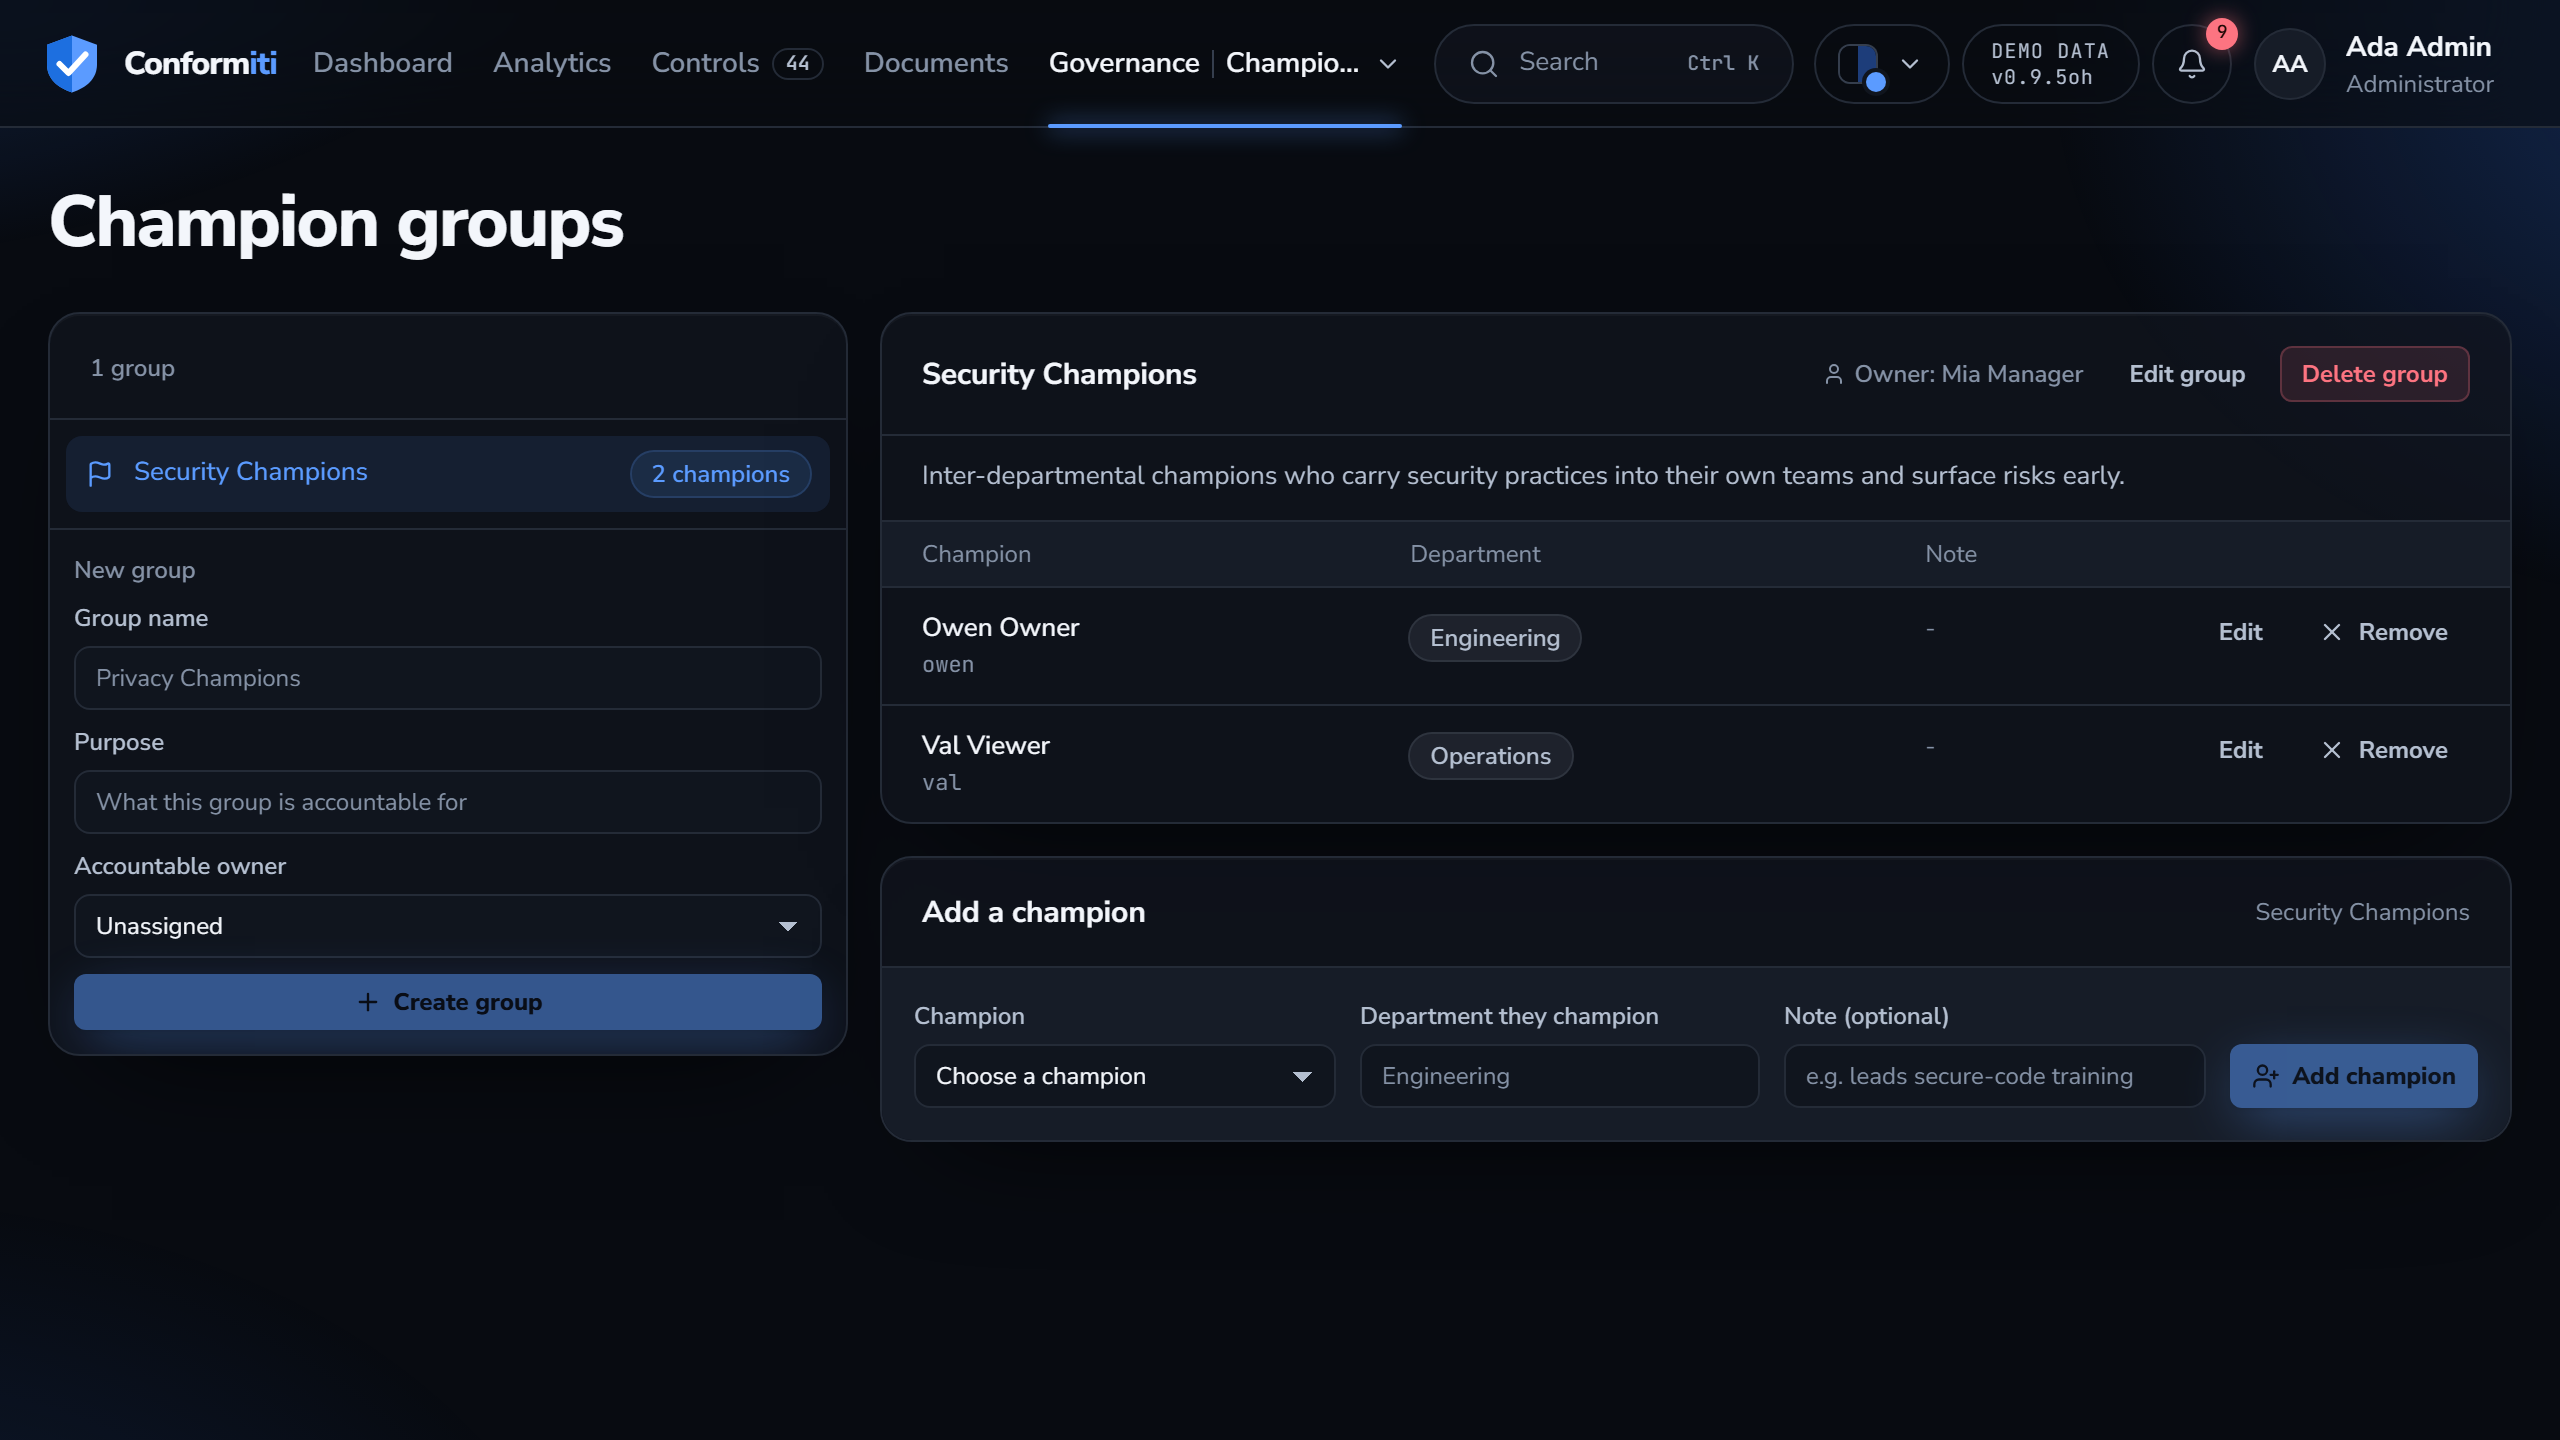 Conformiti
Dashboard
Analytics
Controls 44
Documents
Governance | Champio...
Search Ctrl K
DEMO DATA
v0.9.5oh
9
AA
Ada Admin
Administrator
Champion groups
1 group
Security Champions 2 champions
New group
Group name
Privacy Champions
Purpose
What this group is accountable for
Accountable owner
Unassigned
+ Create group
Security Champions
Owner: Mia Manager
Edit group
Delete group
Inter-departmental champions who carry security practices into their own teams and surface risks early.
Champion Department Note
Owen Owner Engineering - Edit Remove
owen
Val Viewer Operations - Edit Remove
val
Add a champion Security Champions
Champion Department they champion Note (optional)
Choose a champion Engineering e.g. leads secure-code training Add champion